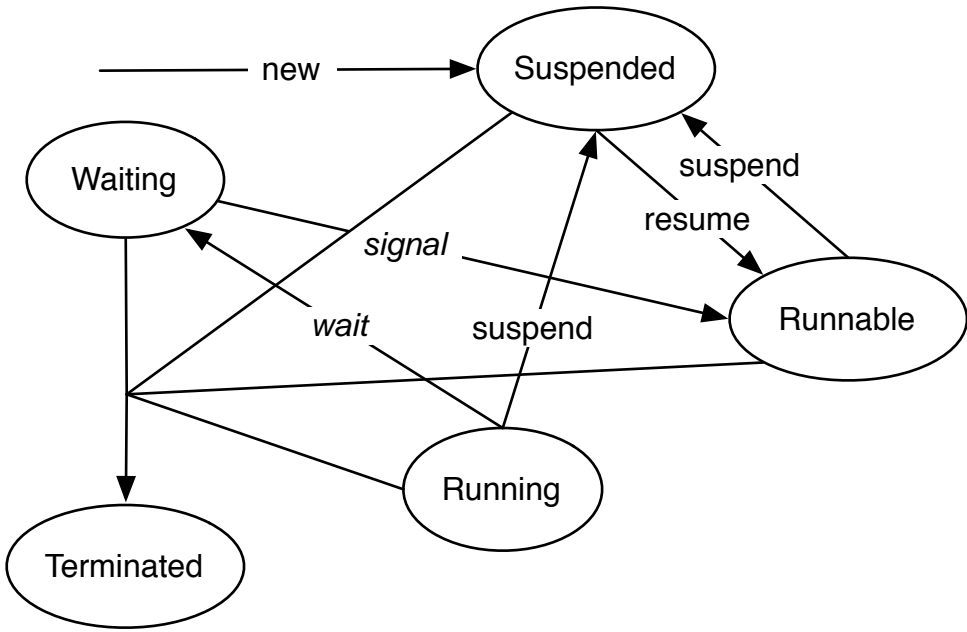 new
Suspended
Waiting
suspend
resume
signal
wait
suspend
Runnable
Running
Terminated